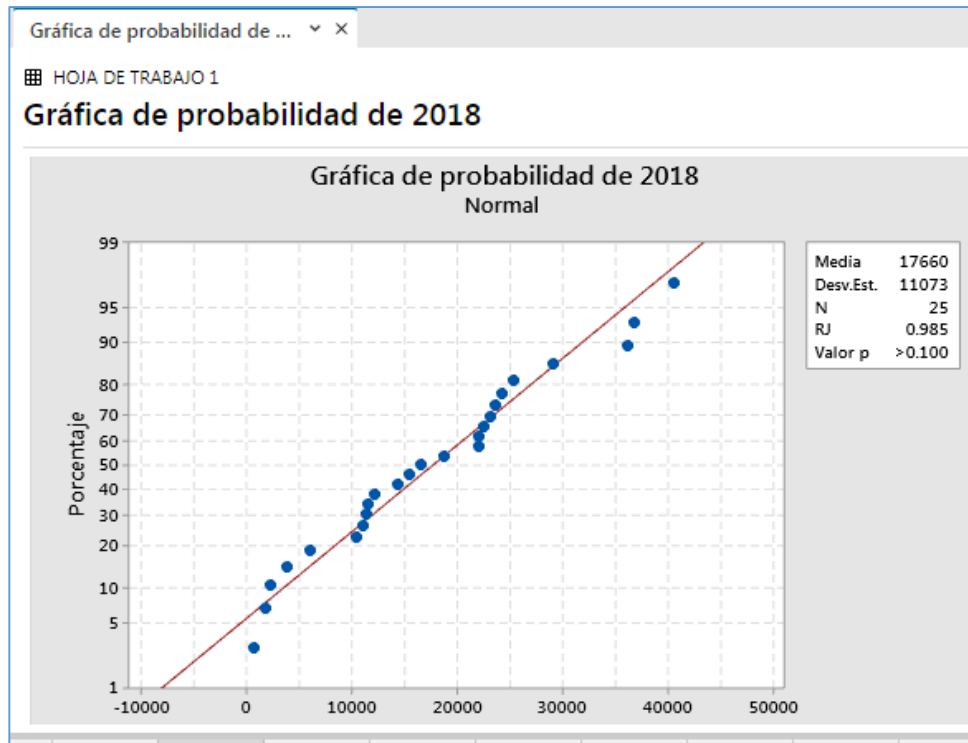 Gráfica de probabilidad de ...
HOJA DE TRABAJO 1
Gráfica de probabilidad de 2018
Gráfica de probabilidad de 2018
Normal
99
95
90
80
70
60
50
40
30
20
10
5
1
Porcentaje
-10000 0 10000 20000 30000 40000 50000
Media 17660
Desv.Est. 11073
N 25
RJ 0.985
Valor p >0.100